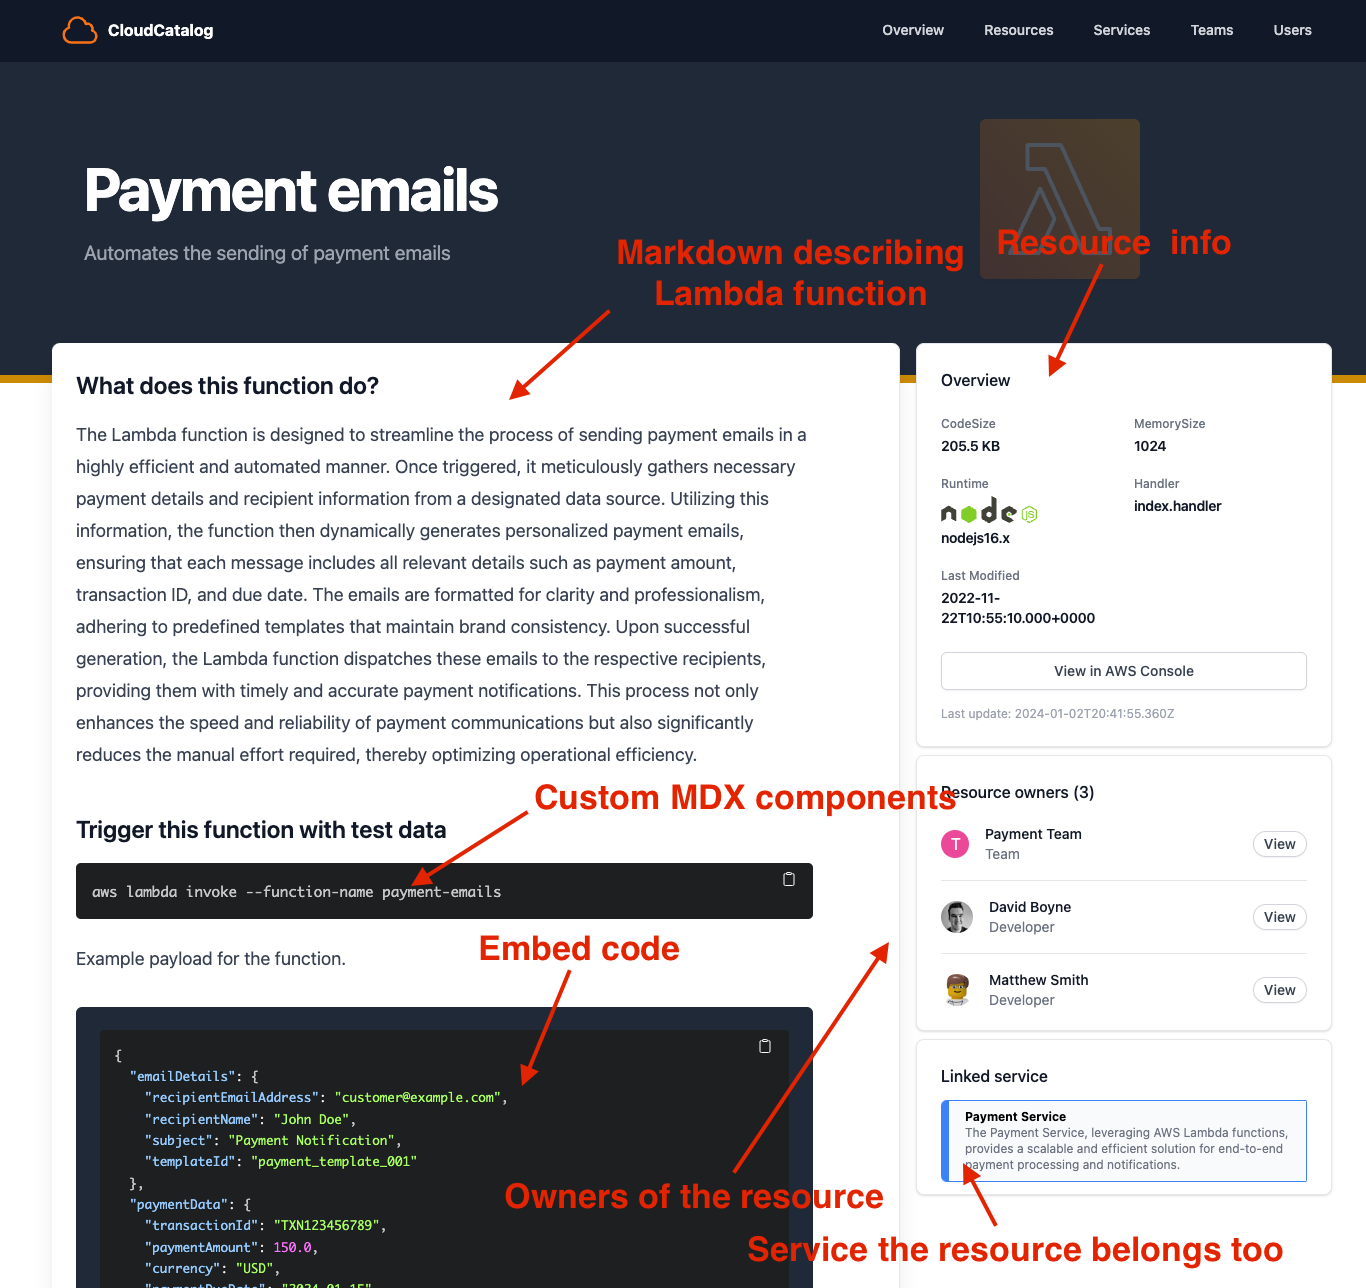 CloudCatalog
Overview
Resources
Services
Teams
Users
Payment emails
Automates the sending of payment emails
Markdown describing
Lambda function
Resource info
What does this function do?
The Lambda function is designed to streamline the process of sending payment emails in a
highly efficient and automated manner. Once triggered, it meticulously gathers necessary
payment details and recipient information from a designated data source. Utilizing this
information, the function then dynamically generates personalized payment emails,
ensuring that each message includes all relevant details such as payment amount,
transaction ID, and due date. The emails are formatted for clarity and professionalism,
adhering to predefined templates that maintain brand consistency. Upon successful
generation, the Lambda function dispatches these emails to the respective recipients,
providing them with timely and accurate payment notifications. This process not only
enhances the speed and reliability of payment communications but also significantly
reduces the manual effort required, thereby optimizing operational efficiency.
Custom MDX components
Trigger this function with test data
aws lambda invoke --function-name payment-emails
Embed code
Example payload for the function.
{
"emailDetails": {
"recipientEmailAddress": "customer@example.com",
"recipientName": "John Doe",
"subject": "Payment Notification",
"templateId": "payment_template_001"
},
"paymentData": {
"transactionId": "TXN123456789",
"paymentAmount": 150.0,
"currency": "USD",
"paymentDueDate": "2024-01-15"
Overview
CodeSize
205.5 KB
MemorySize
1024
Runtime
node JS
nodejs16.x
Handler
index.handler
Last Modified
2022-11-
22T10:55:10.000+0000
View in AWS Console
Last update: 2024-01-02T20:41:55.360Z
Resource owners (3)
T
Payment Team
Team
View
David Boyne
Developer
View
Matthew Smith
Developer
View
Owners of the resource
Linked service
Payment Service
The Payment Service, leveraging AWS Lambda functions,
provides a scalable and efficient solution for end-to-end
payment processing and notifications.
Service the resource belongs too